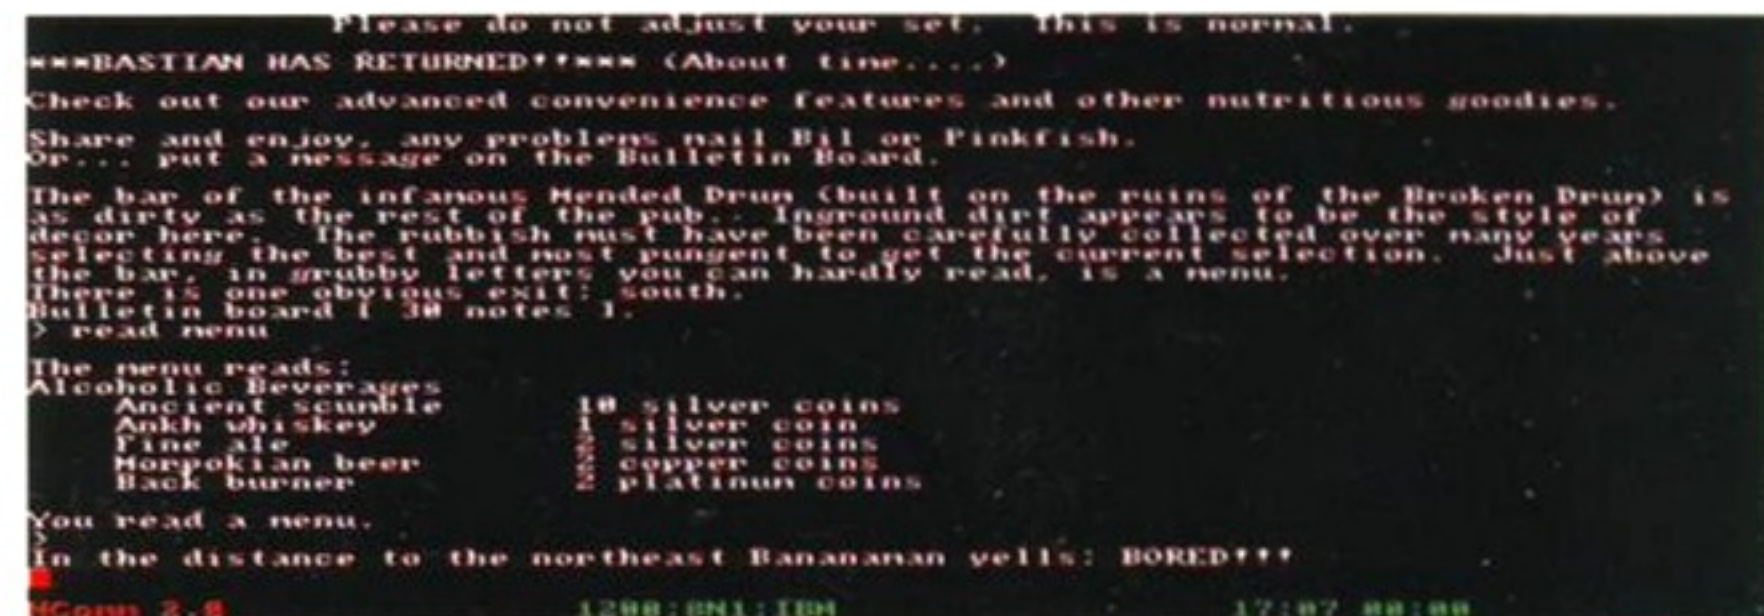 Please do not adjust your set. This is normal.
***BASTIAN HAS RETURNED!!*** (About time....)
Check out our advanced convenience features and other nutritious goodies.
Share and enjoy, any problems mail Bil or Pinkfish.
Or... put a message on the Bulletin Board.
The bar of the infamous Mended Drum (built on the ruins of the Broken Drum) is
as dirty as the rest of the pub.. Inground dirt appears to be the style of
decor here. The rubbish must have been carefully collected over many years
selecting the best and most pungent to get the current selection. Just above
the bar, in grubby letters you can hardly read, is a menu.
There is one obvious exit: south.
Bulletin board [ 30 notes ].
> read menu
The menu reads:
Alcoholic Beverages
Ancient scumble 10 silver coins
Ankh whiskey 1 silver coin
Fine ale silver coins
Morpokian beer copper coins
Back burner platinum coins
You read a menu.
>
In the distance to the northeast Bananaman yells: BORED!!!
MComm 2.0 1200:8N1:IBM 17:07 00:00